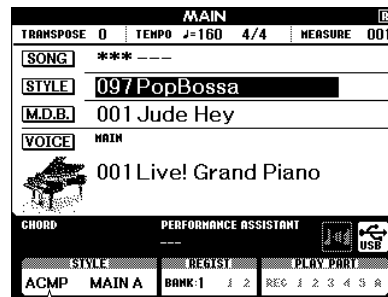 MAIN
TRANSPOSE 0 TEMPO ♩=160 4/4 MEASURE 001
SONG *** ---
STYLE 097 PopBossa
M.D.B. 001 Jude Hey
VOICE MAIN
001 Live! Grand Piano
CHORD PERFORMANCE ASSISTANT
---
USB
STYLE REGIST PLAY PART
ACMP MAIN A BANK:1 1 2 REC 1 2 3 4 5 A